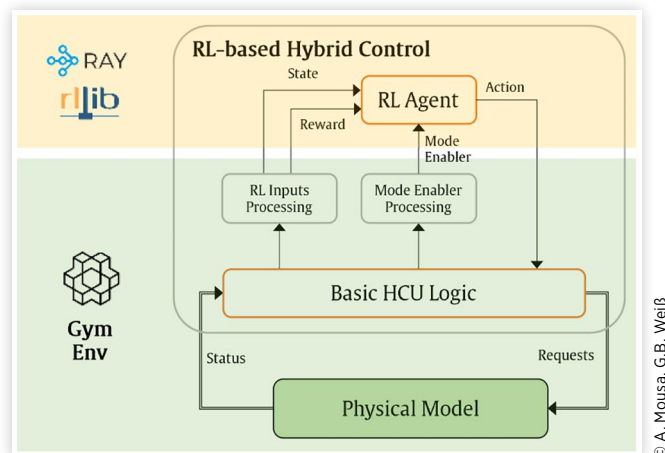 RL-based Hybrid Control
RAY
rllib
State
RL Agent
Action
Reward
Mode
Enabler
RL Inputs
Processing
Mode Enabler
Processing
Basic HCU Logic
Gym
Env
Status
Requests
Physical Model
© A. Mousa, G.B. Weiß